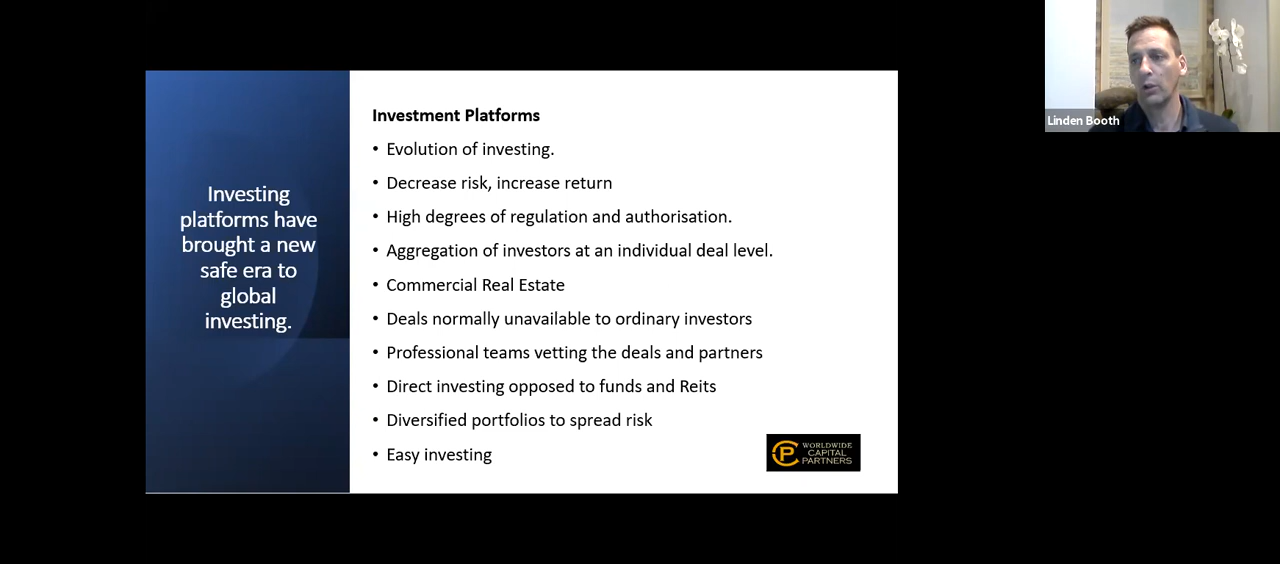 Investing
platforms have
brought a new
safe era to
global
investing.
Investment Platforms
• Evolution of investing.
• Decrease risk, increase return
• High degrees of regulation and authorisation.
• Aggregation of investors at an individual deal level.
• Commercial Real Estate
• Deals normally unavailable to ordinary investors
• Professional teams vetting the deals and partners
• Direct investing opposed to funds and Reits
• Diversified portfolios to spread risk
• Easy investing
CP
WORLDWIDE
CAPITAL
PARTNERS
Linden Booth